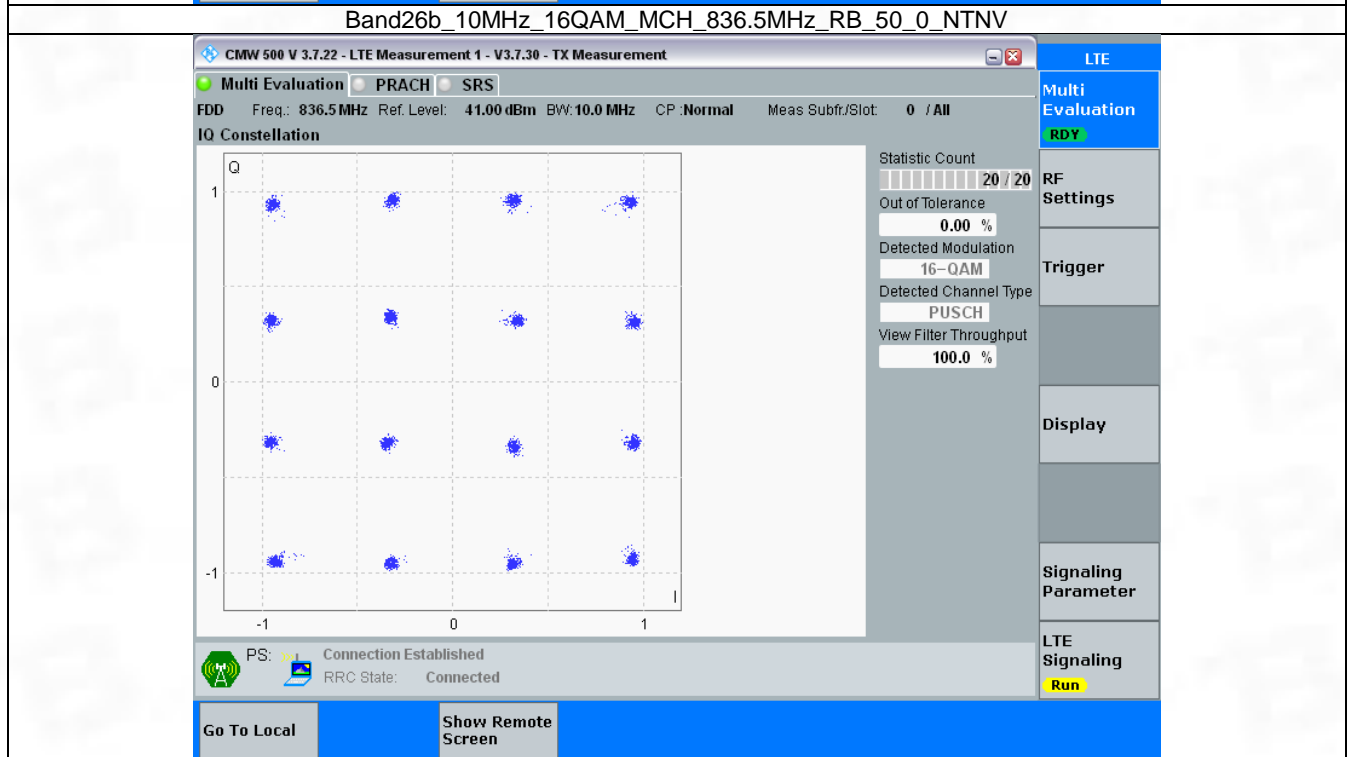 Band26b_10MHz_16QAM_MCH_836.5MHz_RB_50_0_NTNV
CMW 500 V 3.7.22 - LTE Measurement 1 - V3.7.30 - TX Measurement
LTE
Multi Evaluation PRACH SRS
FDD Freq.: 836.5 MHz Ref. Level: 41.00 dBm BW: 10.0 MHz CP :Normal Meas Subfr./Slot: 0 / All
IQ Constellation
Q
1
0
-1
I
-1 0 1
Statistic Count
20 / 20
Out of Tolerance
0.00 %
Detected Modulation
16-QAM
Detected Channel Type
PUSCH
View Filter Throughput
100.0 %
Multi
Evaluation
RDY
RF
Settings
Trigger
Display
Signaling
Parameter
LTE
Signaling
Run
PS: Connection Established
RRC State: Connected
Go To Local
Show Remote
Screen